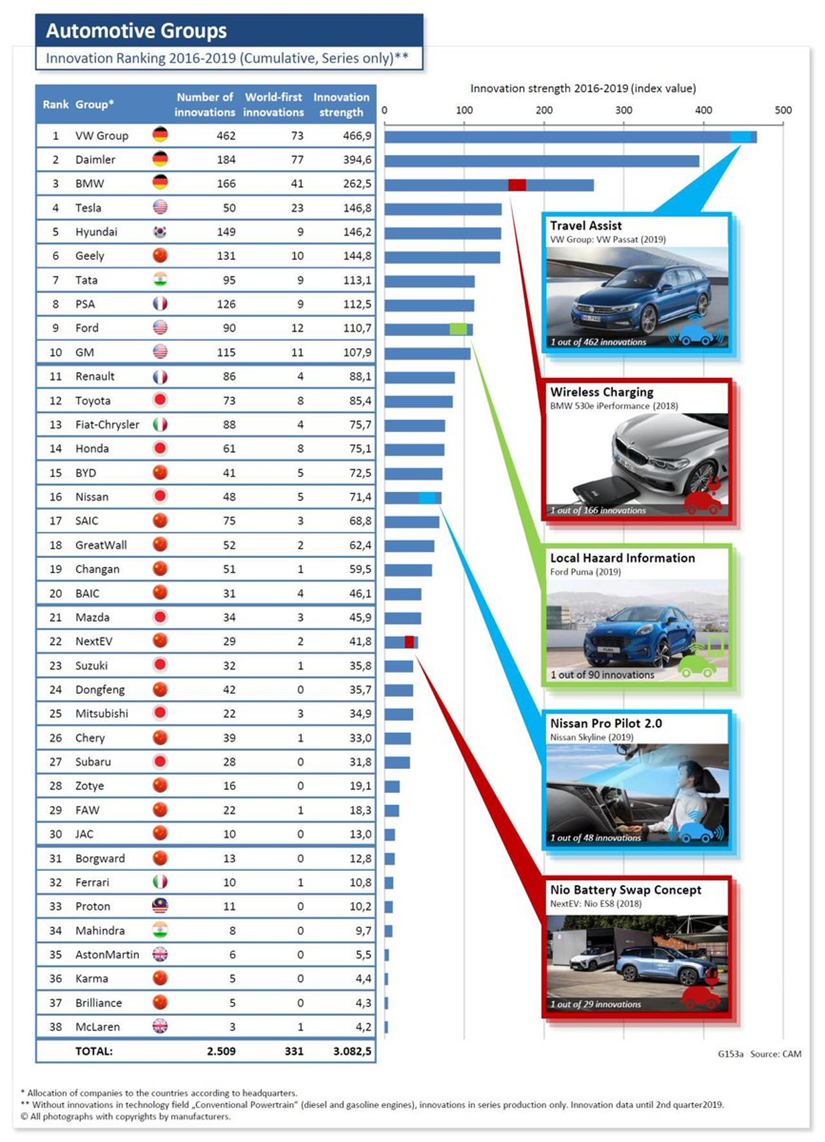 Automotive Groups
Innovation Ranking 2016-2019 (Cumulative, Series only)**
Rank Group* Number of innovations World-first innovations Innovation strength
Innovation strength 2016-2019 (index value)
0 100 200 300 400 500
1 VW Group 462 73 466,9
2 Daimler 184 77 394,6
3 BMW 166 41 262,5
4 Tesla 50 23 146,8
5 Hyundai 149 9 146,2
6 Geely 131 10 144,8
7 Tata 95 9 113,1
8 PSA 126 9 112,5
9 Ford 90 12 110,7
10 GM 115 11 107,9
11 Renault 86 4 88,1
12 Toyota 73 8 85,4
13 Fiat-Chrysler 88 4 75,7
14 Honda 61 8 75,1
15 BYD 41 5 72,5
16 Nissan 48 5 71,4
17 SAIC 75 3 68,8
18 GreatWall 52 2 62,4
19 Changan 51 1 59,5
20 BAIC 31 4 46,1
21 Mazda 34 3 45,9
22 NextEV 29 2 41,8
23 Suzuki 32 1 35,8
24 Dongfeng 42 0 35,7
25 Mitsubishi 22 3 34,9
26 Chery 39 1 33,0
27 Subaru 28 0 31,8
28 Zotye 16 0 19,1
29 FAW 22 1 18,3
30 JAC 10 0 13,0
31 Borgward 13 0 12,8
32 Ferrari 10 1 10,8
33 Proton 11 0 10,2
34 Mahindra 8 0 9,7
35 AstonMartin 6 0 5,5
36 Karma 5 0 4,4
37 Brilliance 5 0 4,3
38 McLaren 3 1 4,2
TOTAL: 2.509 331 3.082,5
Travel Assist
VW Group: VW Passat (2019)
1 out of 462 innovations
Wireless Charging
BMW 530e iPerformance (2018)
1 out of 166 innovations
Local Hazard Information
Ford Puma (2019)
1 out of 90 innovations
Nissan Pro Pilot 2.0
Nissan Skyline (2019)
1 out of 48 innovations
Nio Battery Swap Concept
NextEV: Nio ES8 (2018)
1 out of 29 innovations
G153a Source: CAM
* Allocation of companies to the countries according to headquarters.
** Without innovations in technology field „Conventional Powertrain" (diesel and gasoline engines), innovations in series production only. Innovation data until 2nd quarter2019.
© All photographs with copyrights by manufacturers.